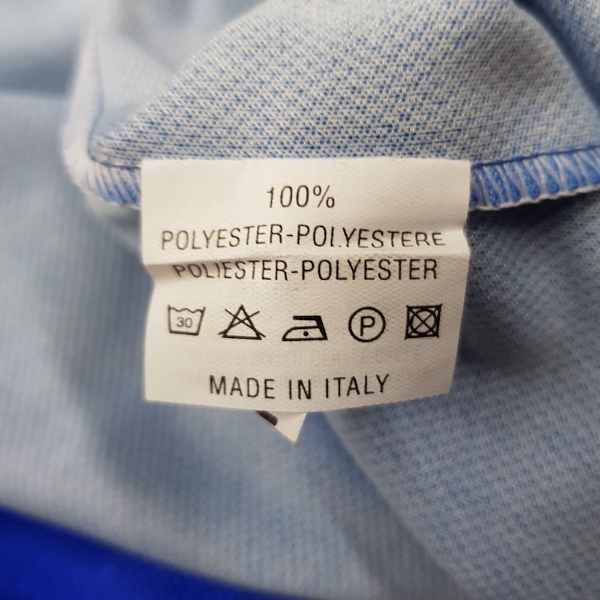 100%
POLYESTER-POLYESTERE
POLIESTER-POLYESTER
30 P
MADE IN ITALY